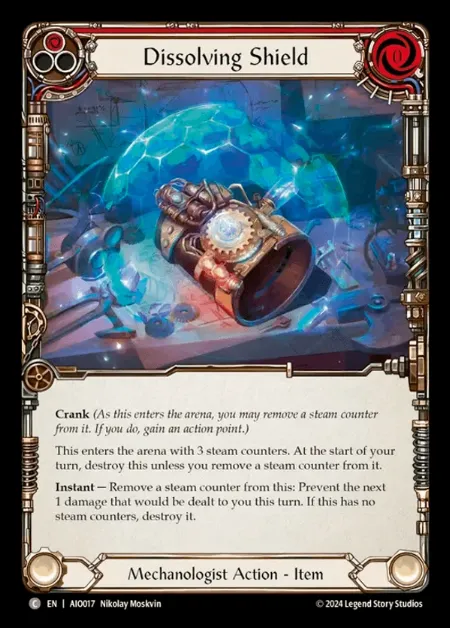 Dissolving Shield
Crank (As this enters the arena, you may remove a steam counter
from it. If you do, gain an action point.)
This enters the arena with 3 steam counters. At the start of your
turn, destroy this unless you remove a steam counter from it.
Instant — Remove a steam counter from this: Prevent the next
1 damage that would be dealt to you this turn. If this has no
steam counters, destroy it.
Mechanologist Action - Item
C EN | AIO017 Nikolay Moskvin © 2024 Legend Story Studios